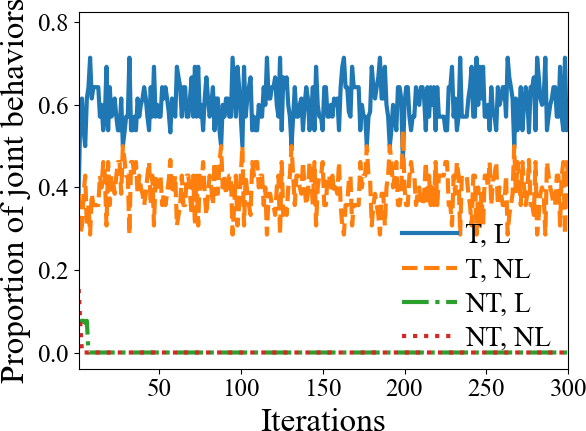 Proportion of joint behaviors
0.8
0.6
0.4
0.2
0.0
50
100
150
200
250
300
Iterations
T, L
T, NL
NT, L
NT, NL